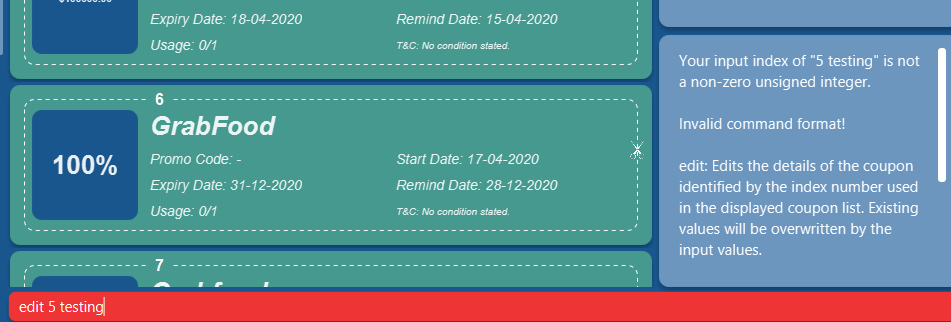 $100000.00
Expiry Date: 18-04-2020
Remind Date: 15-04-2020
Usage: 0/1
T&C: No condition stated.
6
GrabFood
100%
Promo Code: -
Start Date: 17-04-2020
Expiry Date: 31-12-2020
Remind Date: 28-12-2020
Usage: 0/1
T&C: No condition stated.
7
Your input index of "5 testing" is not
a non-zero unsigned integer.
Invalid command format!
edit: Edits the details of the coupon
identified by the index number used
in the displayed coupon list. Existing
values will be overwritten by the
input values.
edit 5 testing